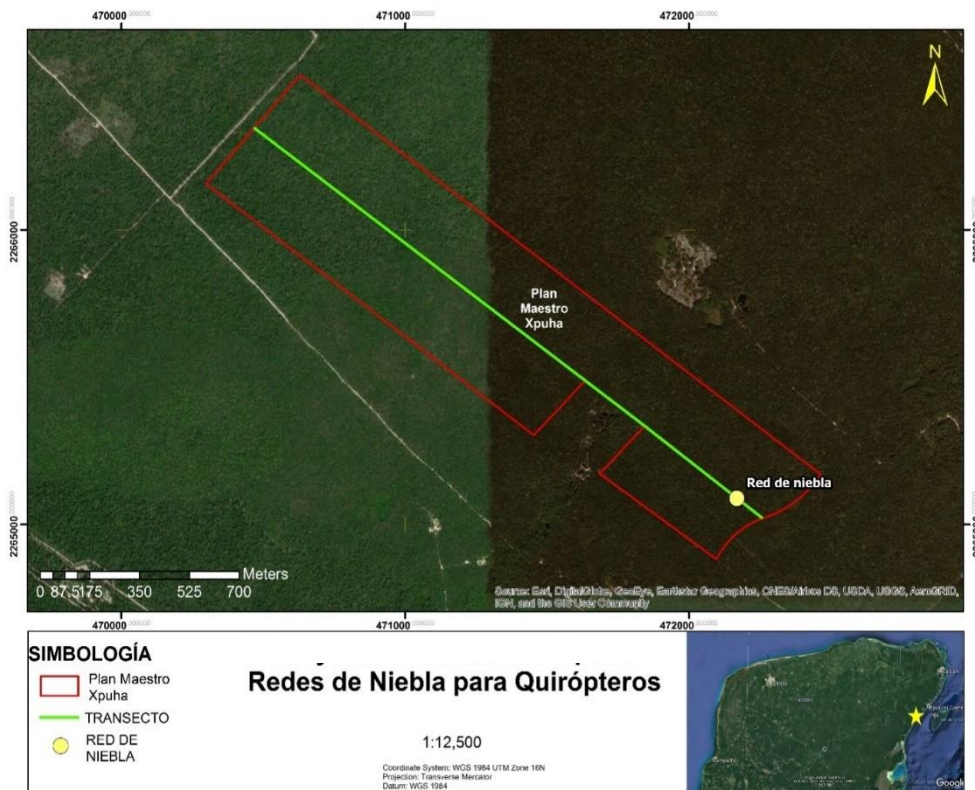 470000
471000
472000
N
2266000
Plan
Maestro
Xpuha
Red de niebla
2265000
Meters
0 87.5175 350 525 700
Source: Esri, DigitalGlobe, GeoEye, Earthstar Geographics, CNES/Airbus DS, USDA, USGS, AeroGRID,
IGN, and the GIS User Community
470000
471000
472000
SIMBOLOGÍA
Plan Maestro
Xpuha
TRANSECTO
RED DE
NIEBLA
Redes de Niebla para Quirópteros
1:12,500
Coordinate System: WGS 1984 UTM Zone 16N
Projection: Transverse Mercator
Datum: WGS 1984